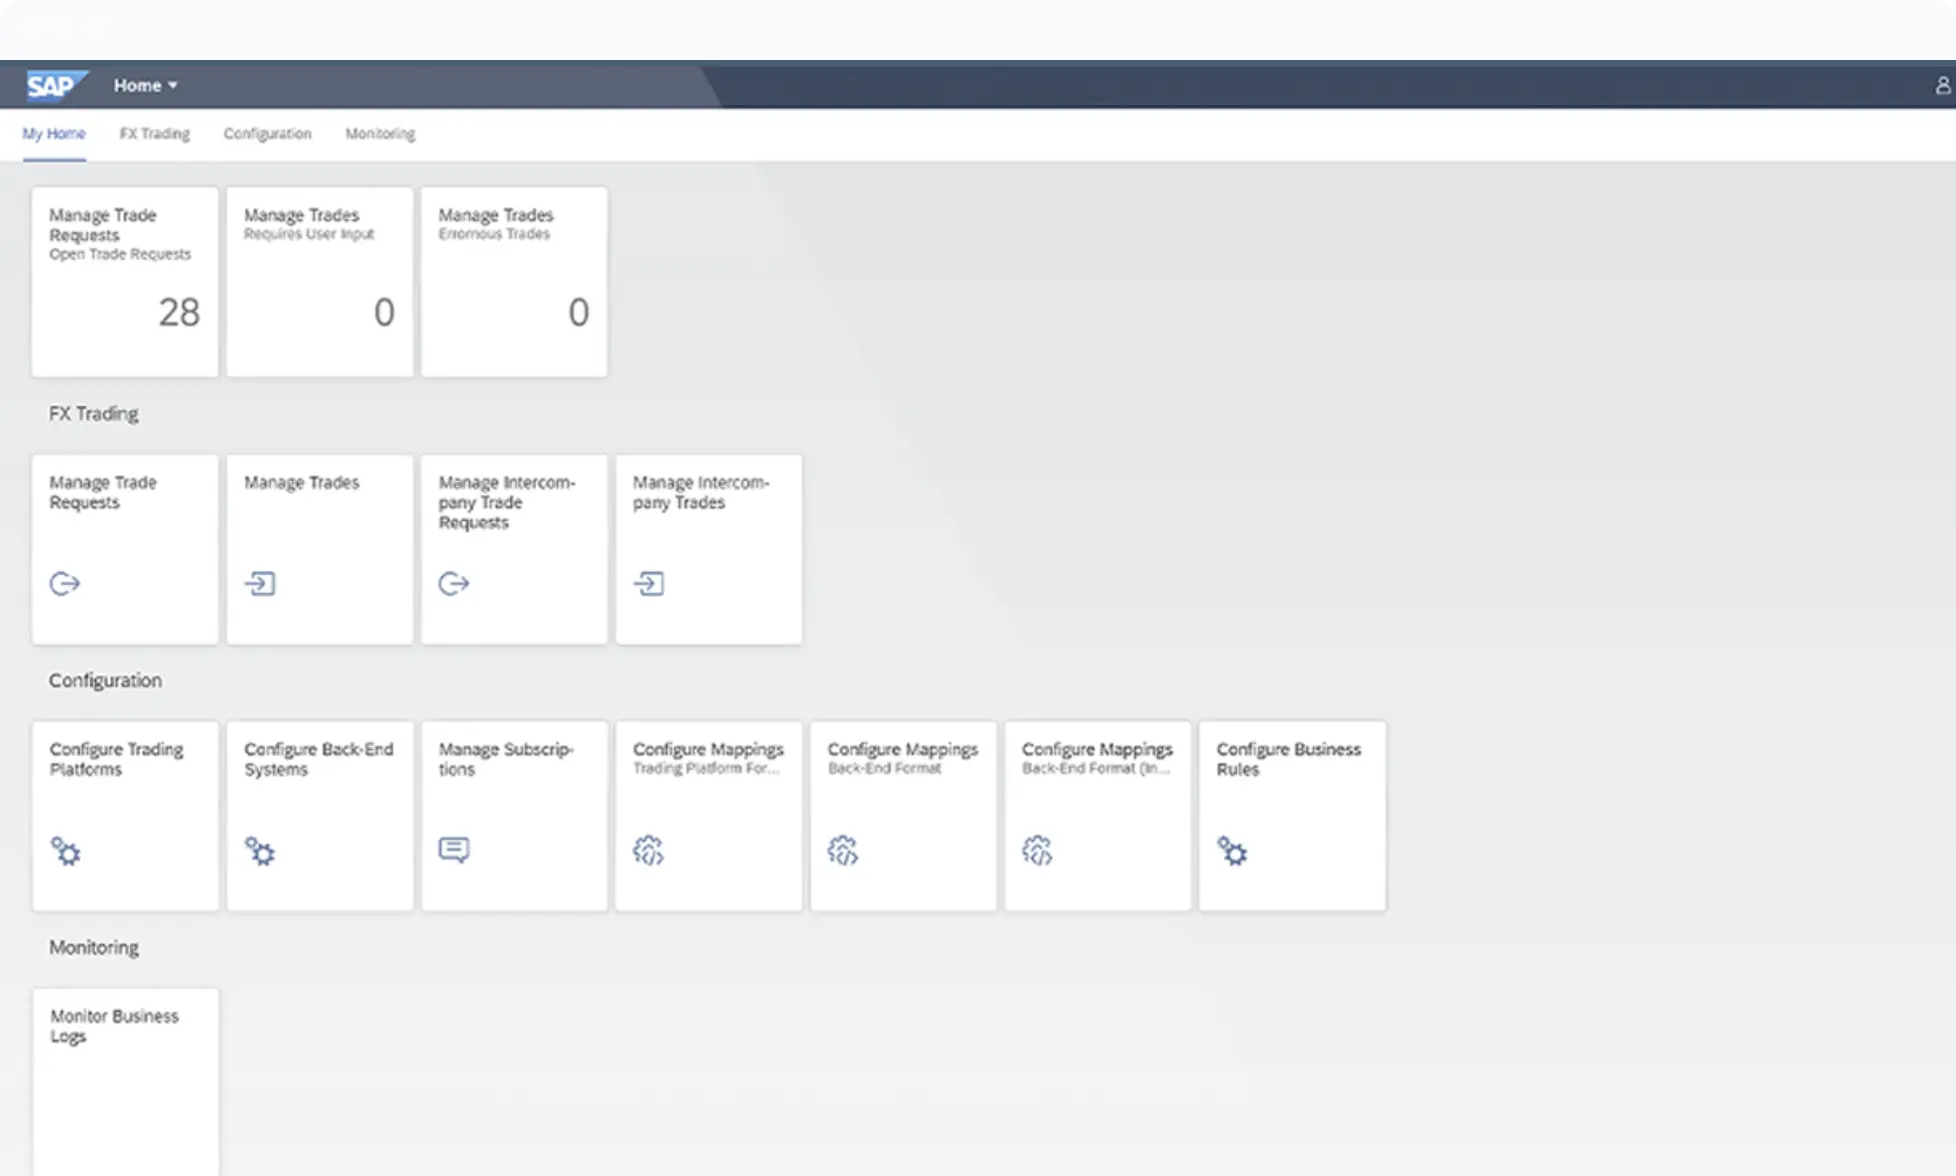 SAP Home
My Home FX Trading Configuration Monitoring
Manage Trade
Requests
Open Trade Requests
28
Manage Trades
Requires User Input
0
Manage Trades
Errornous Trades
0
FX Trading
Manage Trade
Requests
Manage Trades
Manage Intercom-
pany Trade
Requests
Manage Intercom-
pany Trades
Configuration
Configure Trading
Platforms
Configure Back-End
Systems
Manage Subscrip-
tions
Configure Mappings
Trading Platform For...
Configure Mappings
Back-End Format
Configure Mappings
Back-End Format (In...
Configure Business
Rules
Monitoring
Monitor Business
Logs